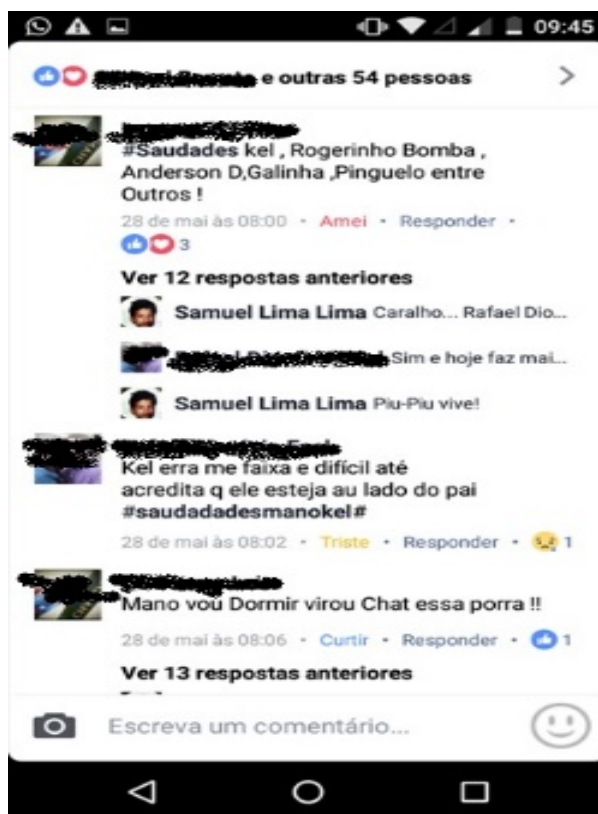 09:45
e outras 54 pessoas
#Saudades kel , Rogerinho Bomba ,
Anderson D,Galinha ,Pinguelo entre
Outros !
28 de mai às 08:00 · Amei · Responder ·
3
Ver 12 respostas anteriores
Samuel Lima Lima Caralho... Rafael Dio...
Sim e hoje faz mai...
Samuel Lima Lima Piu-Piu vive!
Kel erra me faixa e difícil até
acredita q ele esteja au lado do pai
#saudadadesmanokel#
28 de mai às 08:02 · Triste · Responder · 1
Mano vou Dormir virou Chat essa porra !!
28 de mai às 08:06 · Curtir · Responder · 1
Ver 13 respostas anteriores
Escreva um comentário...